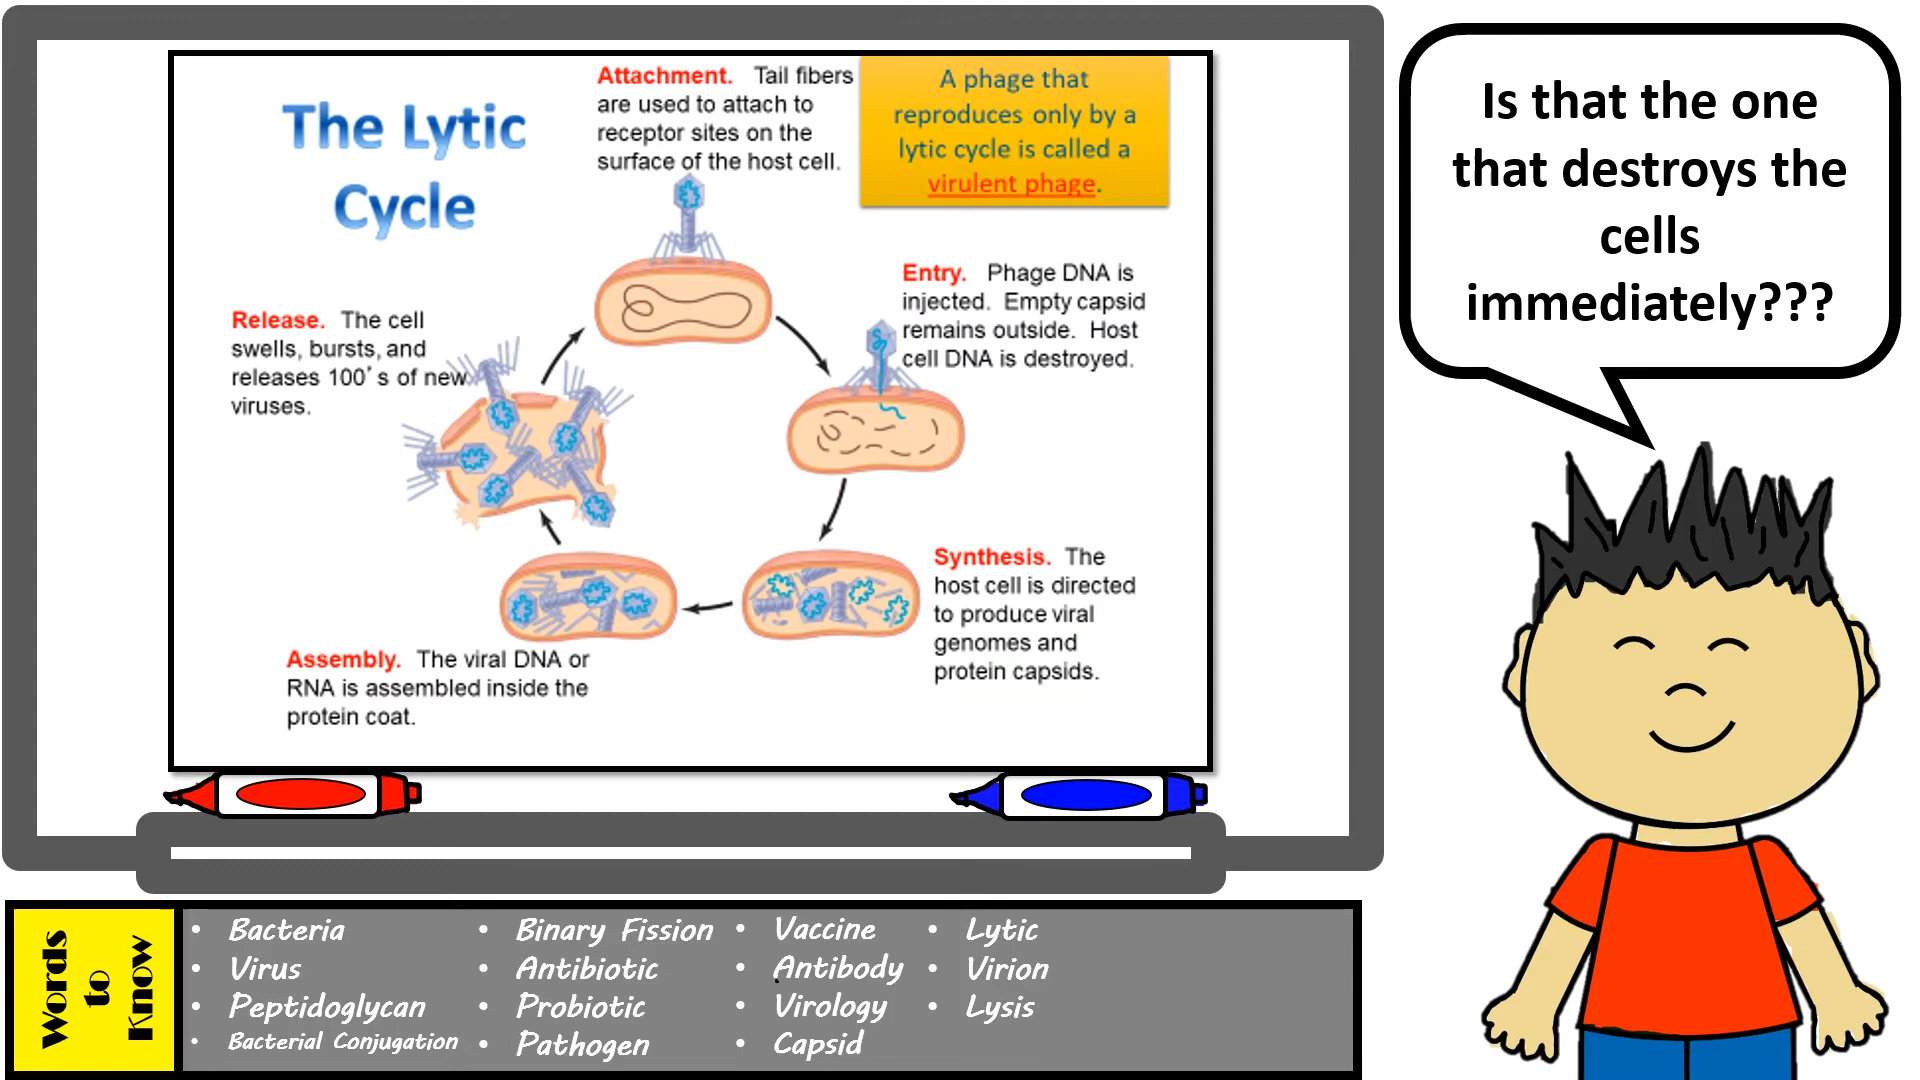 The Lytic
Cycle
Attachment. Tail fibers
are used to attach to
receptor sites on the
surface of the host cell.
A phage that
reproduces only by a
lytic cycle is called a
virulent phage.
Entry. Phage DNA is
injected. Empty capsid
remains outside. Host
cell DNA is destroyed.
Synthesis. The
host cell is directed
to produce viral
genomes and
protein capsids.
Assembly. The viral DNA or
RNA is assembled inside the
protein coat.
Release. The cell
swells, bursts, and
releases 100's of new
viruses.
Is that the one
that destroys the
cells
immediately???
Words
to
Know
• Bacteria
• Virus
• Peptidoglycan
• Bacterial Conjugation
• Binary Fission
• Antibiotic
• Probiotic
• Pathogen
• Vaccine
• Antibody
• Virology
• Capsid
• Lytic
• Virion
• Lysis